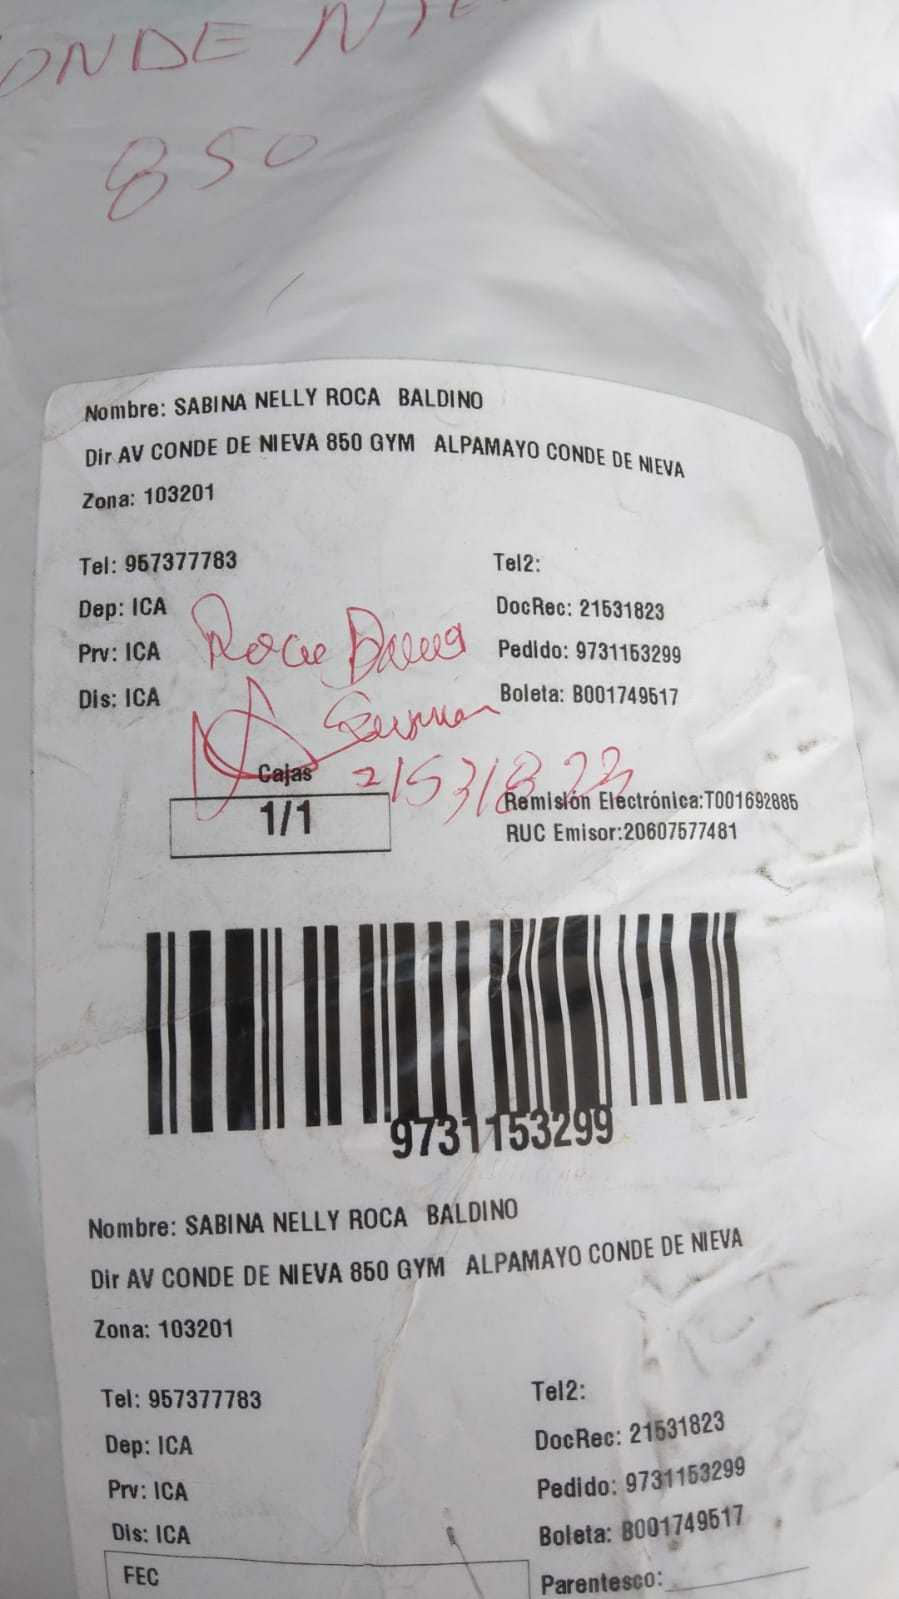 ONDE NIE
850
Nombre: SABINA NELLY ROCA BALDINO
Dir AV CONDE DE NIEVA 850 GYM ALPAMAYO CONDE DE NIEVA
Zona: 103201
Tel: 957377783 Tel2:
Dep: ICA DocRec: 21531823
Prv: ICA Pedido: 9731153299
Dis: ICA Boleta: B001749517
21531823
Cajas
1/1
Remisión Electrónica:T001692885
RUC Emisor:20607577481
9731153299
Nombre: SABINA NELLY ROCA BALDINO
Dir AV CONDE DE NIEVA 850 GYM ALPAMAYO CONDE DE NIEVA
Zona: 103201
Tel: 957377783 Tel2:
Dep: ICA DocRec: 21531823
Prv: ICA Pedido: 9731153299
Dis: ICA Boleta: B001749517
FEC Parentesco: